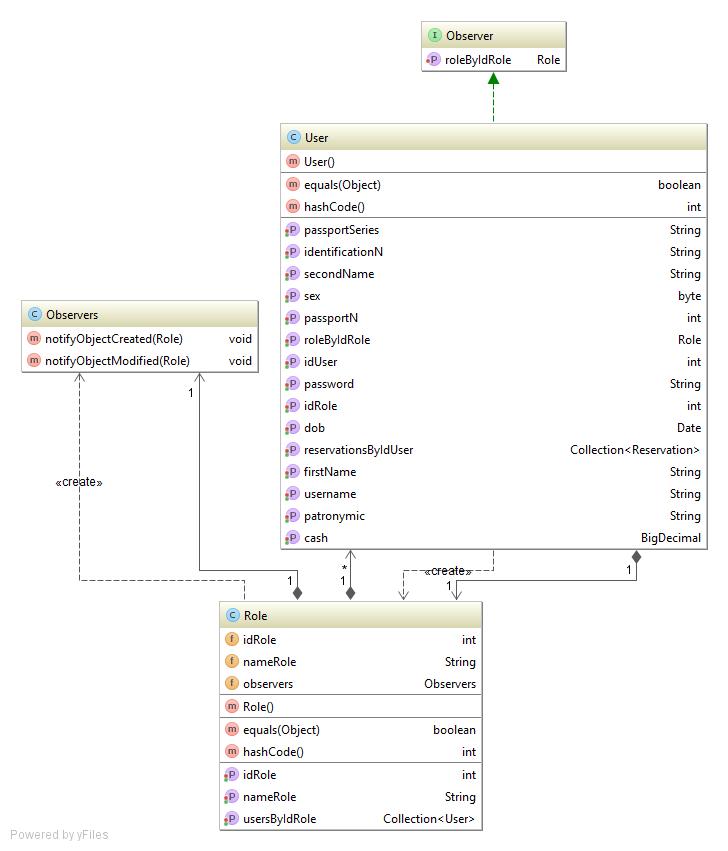 I Observer
P roleByIdRole Role
C User
m User()
m equals(Object) boolean
m hashCode() int
P passportSeries String
P identificationN String
P secondName String
P sex byte
P passportN int
P roleByIdRole Role
P idUser int
P password String
P idRole int
P dob Date
P reservationsByIdUser Collection<Reservation>
P firstName String
P username String
P patronymic String
P cash BigDecimal
C Observers
m notifyObjectCreated(Role) void
m notifyObjectModified(Role) void
1
«create»
* 
«create»
1
1
1
1
C Role
f idRole int
f nameRole String
f observers Observers
m Role()
m equals(Object) boolean
m hashCode() int
P idRole int
P nameRole String
P usersByIdRole Collection<User>
Powered by yFiles